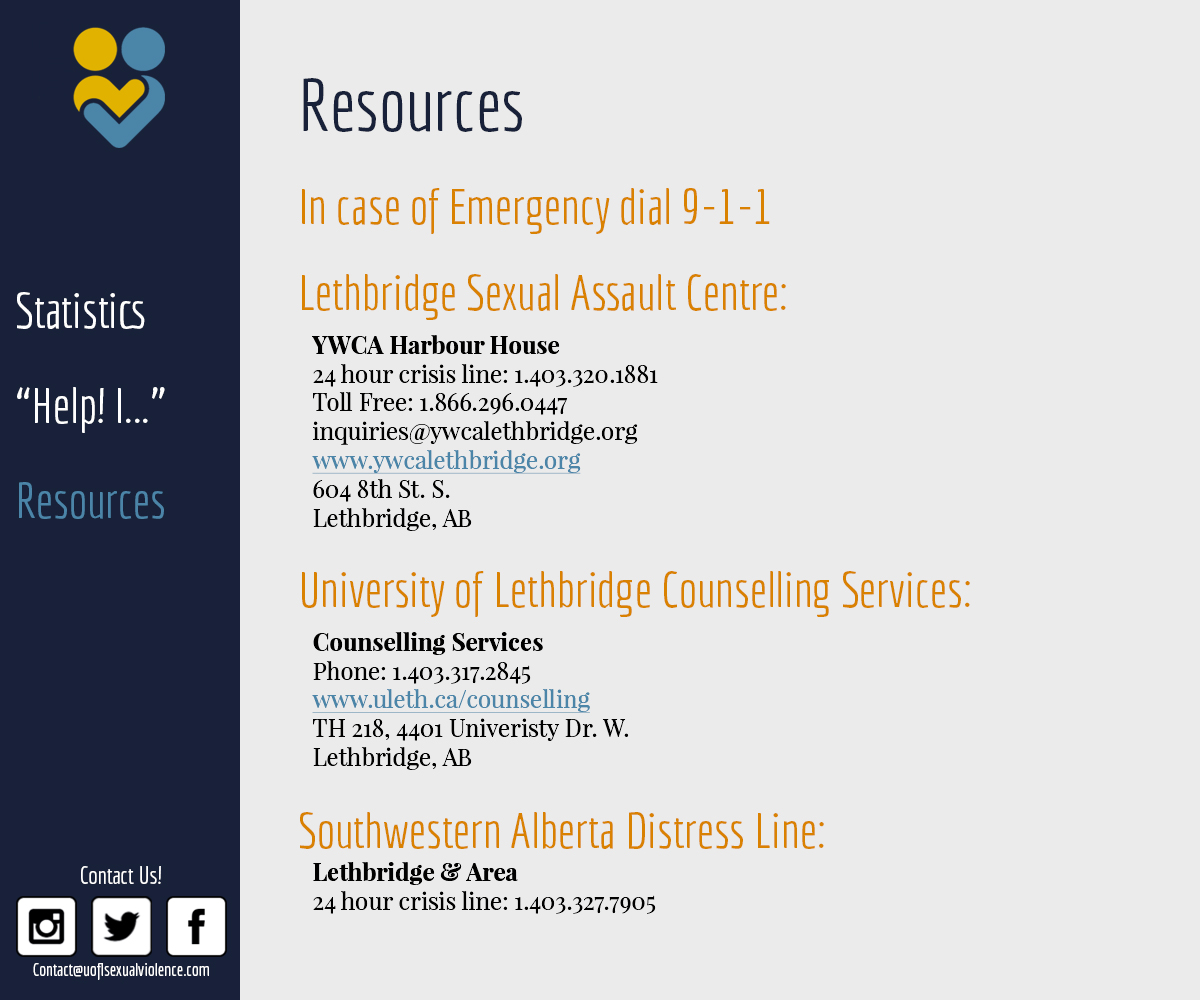 Statistics
“Help! I...”
Resources
Contact Us!
Contact@uoflsexualviolence.com
Resources
In case of Emergency dial 9-1-1
Lethbridge Sexual Assault Centre:
YWCA Harbour House
24 hour crisis line: 1.403.320.1881
Toll Free: 1.866.296.0447
inquiries@ywcalethbridge.org
www.ywcalethbridge.org
604 8th St. S.
Lethbridge, AB
University of Lethbridge Counselling Services:
Counselling Services
Phone: 1.403.317.2845
www.uleth.ca/counselling
TH 218, 4401 Univeristy Dr. W.
Lethbridge, AB
Southwestern Alberta Distress Line:
Lethbridge & Area
24 hour crisis line: 1.403.327.7905